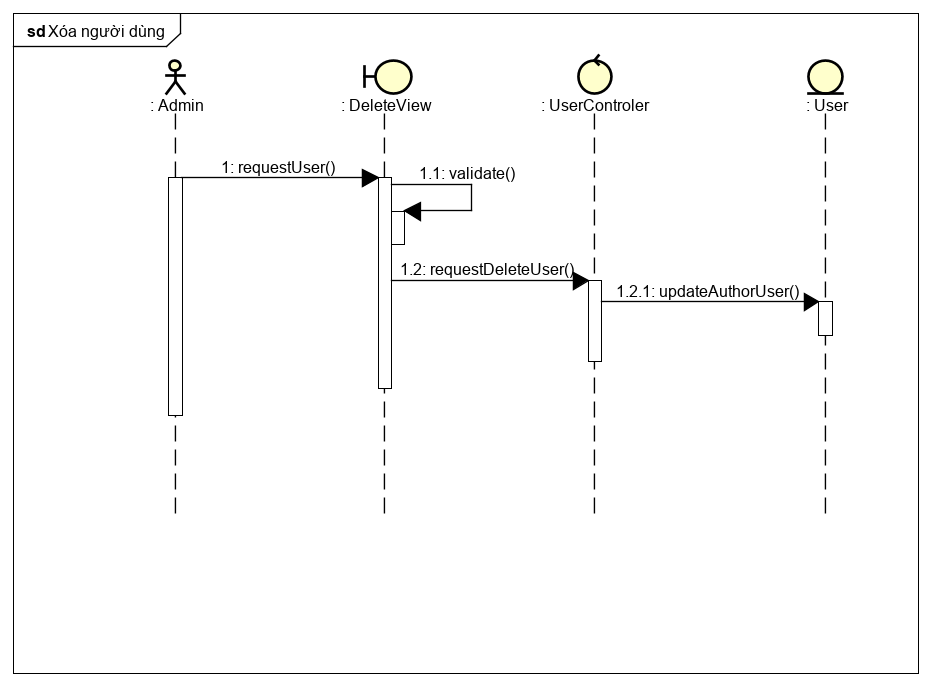 sd Xóa người dùng
: Admin
: DeleteView
: UserControler
: User
1: requestUser()
1.1: validate()
1.2: requestDeleteUser()
1.2.1: updateAuthorUser()